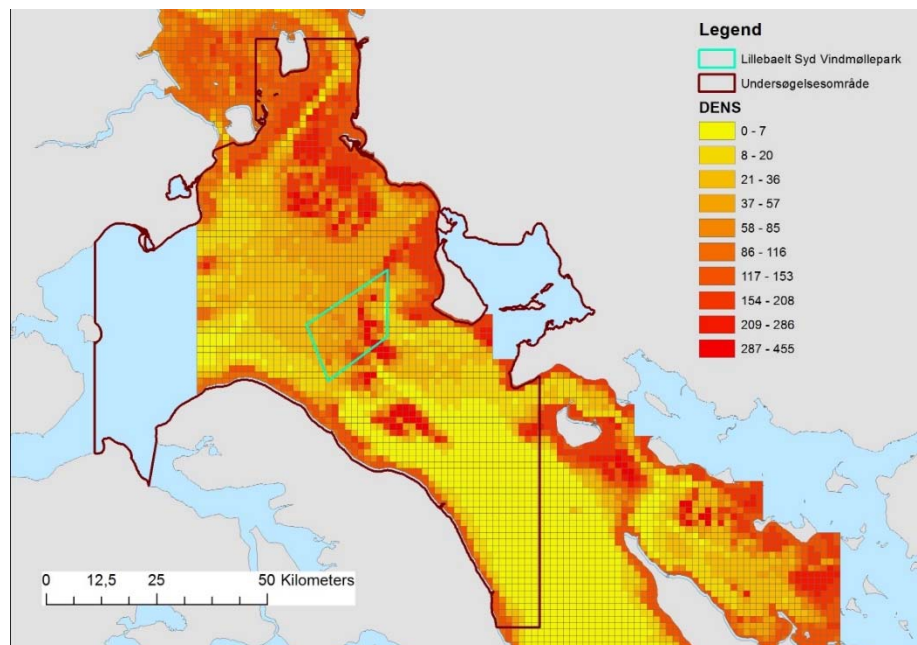 Legend
Lillebaelt Syd Vindmøllepark
Undersøgelsesområde
DENS
0 - 7
8 - 20
21 - 36
37 - 57
58 - 85
86 - 116
117 - 153
154 - 208
209 - 286
287 - 455
0 12,5 25 50 Kilometers